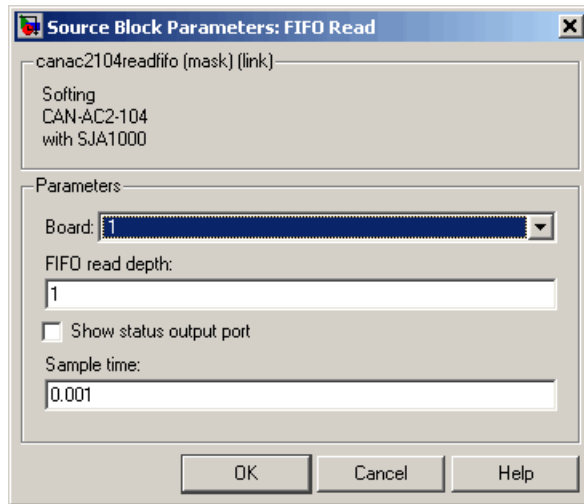 Source Block Parameters: FIFO Read
canac2104readfifo (mask) (link)
Softing
CAN-AC2-104
with SJA1000
Parameters
Board: 1
FIFO read depth:
1
Show status output port
Sample time:
0.001
OK Cancel Help